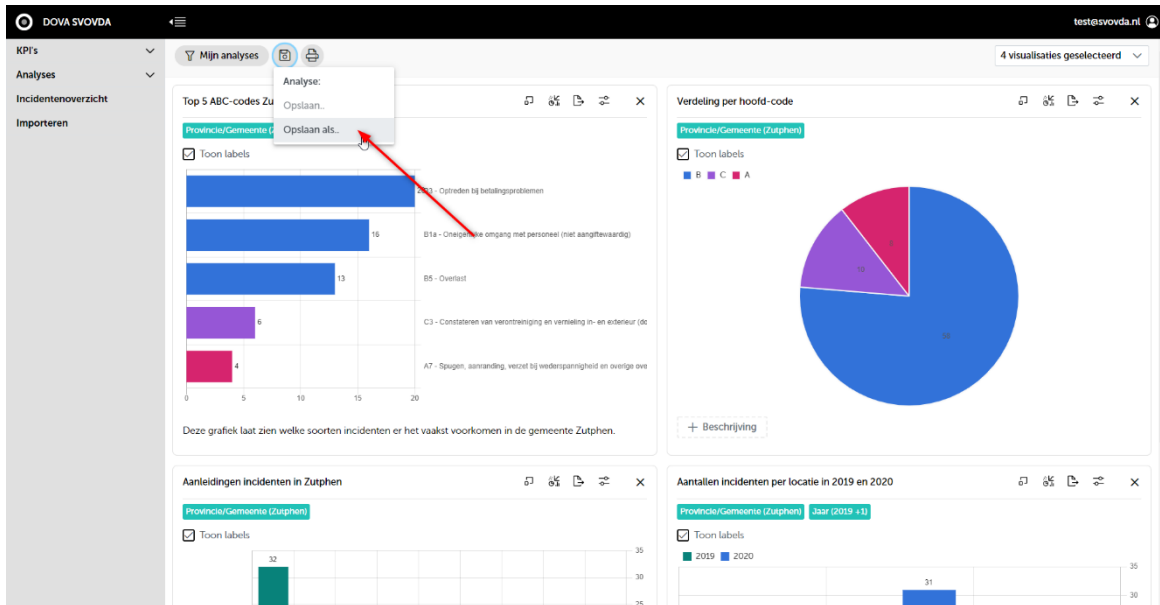 DOVA SVOVDA
test@svovda.nl
KPI's
Analyses
Incidentenoverzicht
Importeren
Mijn analyses
4 visualisaties geselecteerd
Analyse:
Opslaan..
Opslaan als..
Top 5 ABC-codes Zu
Provincie/Gemeente (Z
Toon labels
- Optreden bij betalingsproblemen
16
B1a - Oneigenlijke omgang met personeel (niet aangiftewaardig)
13
B5 - Overlast
6
C3 - Constateren van verontreiniging en vernieling in- en exterieur (do
4
A7 - Spugen, aanranding, verzet bij wederspannigheid en overige ove
0 5 10 15 20
Deze grafiek laat zien welke soorten incidenten er het vaakst voorkomen in de gemeente Zutphen.
Verdeling per hoofd-code
Provincie/Gemeente (Zutphen)
Toon labels
B C A
10
+ Beschrijving
Aanleidingen incidenten in Zutphen
Provincie/Gemeente (Zutphen)
Toon labels
32
35
30
25
Aantallen incidenten per locatie in 2019 en 2020
Provincie/Gemeente (Zutphen) Jaar (2019 +1)
Toon labels
2019 2020
31
35
30